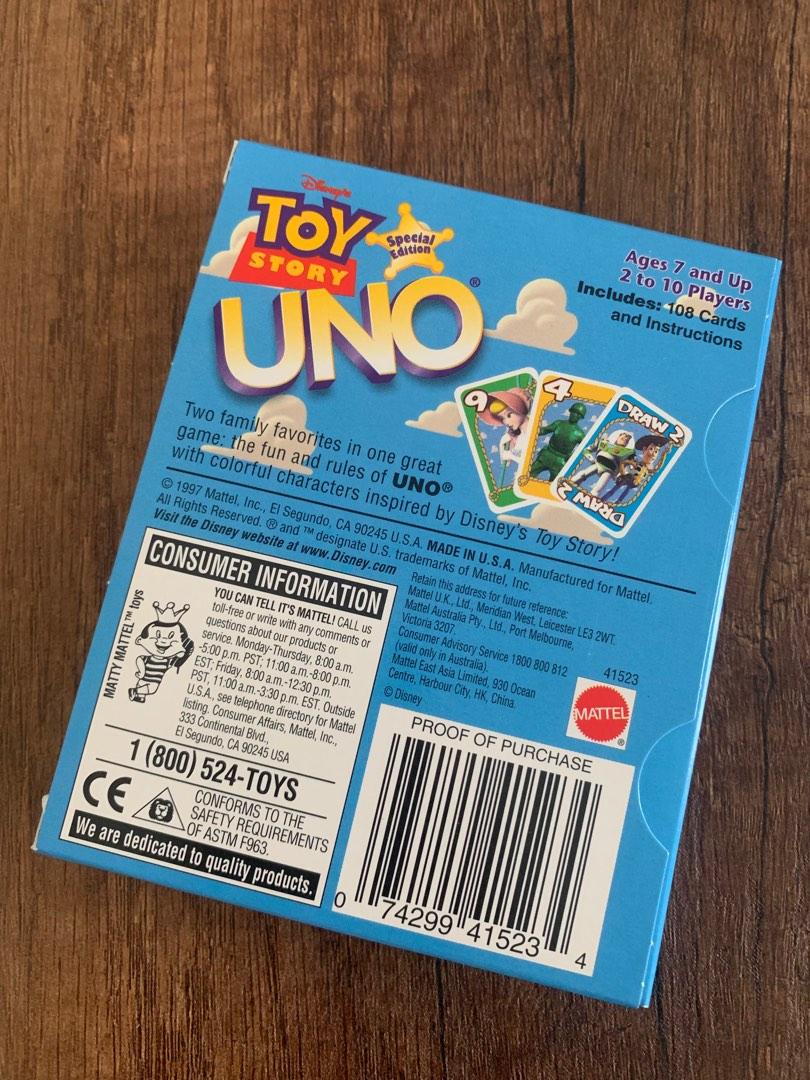 Disney's
TOY
STORY
Special
Edition
UNO®
Ages 7 and Up
2 to 10 Players
Includes: 108 Cards
and Instructions
9
4
DRAW 2
DRAW 2
Two family favorites in one great
game: the fun and rules of UNO®
with colorful characters inspired by Disney's Toy Story!
© 1997 Mattel, Inc., El Segundo, CA 90245 U.S.A. MADE IN U.S.A. Manufactured for Mattel.
All Rights Reserved. ® and ™ designate U.S. trademarks of Mattel, Inc.
Visit the Disney website at www.Disney.com
CONSUMER INFORMATION
MATTY MATTEL™ toys
YOU CAN TELL IT'S MATTEL! CALL us
toll-free or write with any comments or
questions about our products or
service. Monday-Thursday, 8:00 a.m.
-5:00 p.m. PST; 11:00 a.m.-8:00 p.m.
EST; Friday, 8:00 a.m.-12:30 p.m.
PST, 11:00 a.m.-3:30 p.m. EST. Outside
U.S.A., see telephone directory for Mattel
listing. Consumer Affairs, Mattel, Inc.,
333 Continental Blvd.,
El Segundo, CA 90245 USA
1 (800) 524-TOYS
CE
CONFORMS TO THE
SAFETY REQUIREMENTS
OF ASTM F963.
We are dedicated to quality products.
Retain this address for future reference:
Mattel U.K., Ltd., Meridian West, Leicester LE3 2WT.
Mattel Australia Pty., Ltd., Port Melbourne,
Victoria 3207.
Consumer Advisory Service 1800 800 812
(valid only in Australia).
Mattel East Asia Limited, 930 Ocean
Centre, Harbour City, HK, China.
© Disney
41523
MATTEL®
PROOF OF PURCHASE
0 74299 41523 4